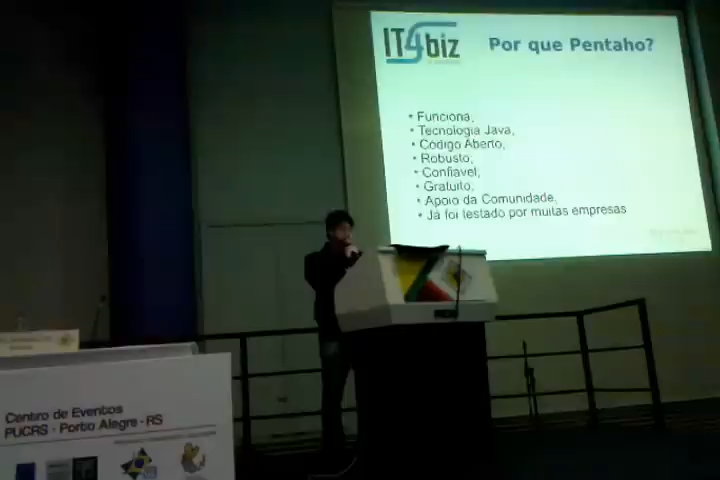 IT4biz
Por que Pentaho?
• Funciona,
• Tecnologia Java,
• Código Aberto,
• Robusto,
• Confiavel,
• Gratuito,
• Apoio da Comunidade,
• Já foi testado por muitas empresas
Centro de Eventos
PUCRS - Porto Alegre - RS